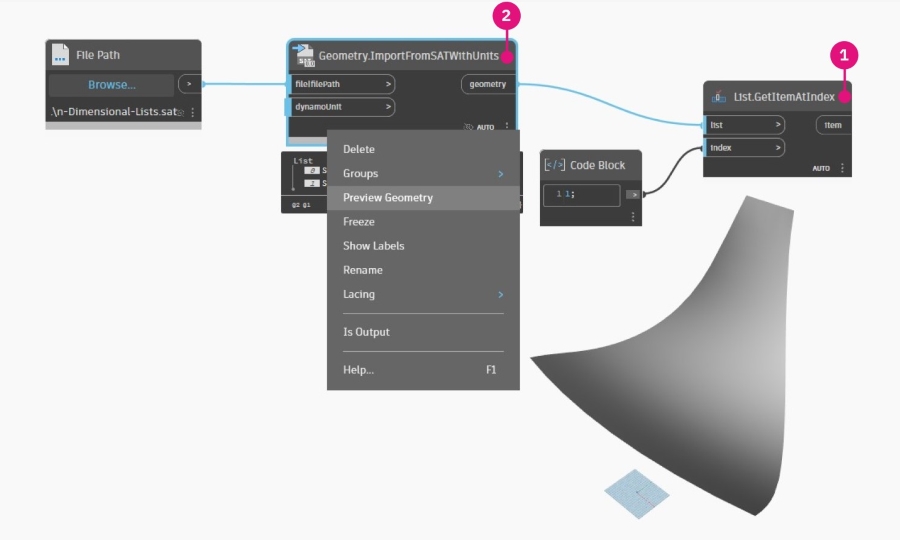 2
1
File Path
Browse...
>
.\n-Dimensional-Lists.sat
Geometry.ImportFromSATWithUnits
file|filePath >
geometry
dynamoUnit >
AUTO
List
0 S
1 S
@2 @1
List.GetItemAtIndex
list >
item
index >
AUTO
Code Block
1 1;
>
Delete
Groups >
Preview Geometry
Freeze
Show Labels
Rename
Lacing >
Is Output
Help... F1